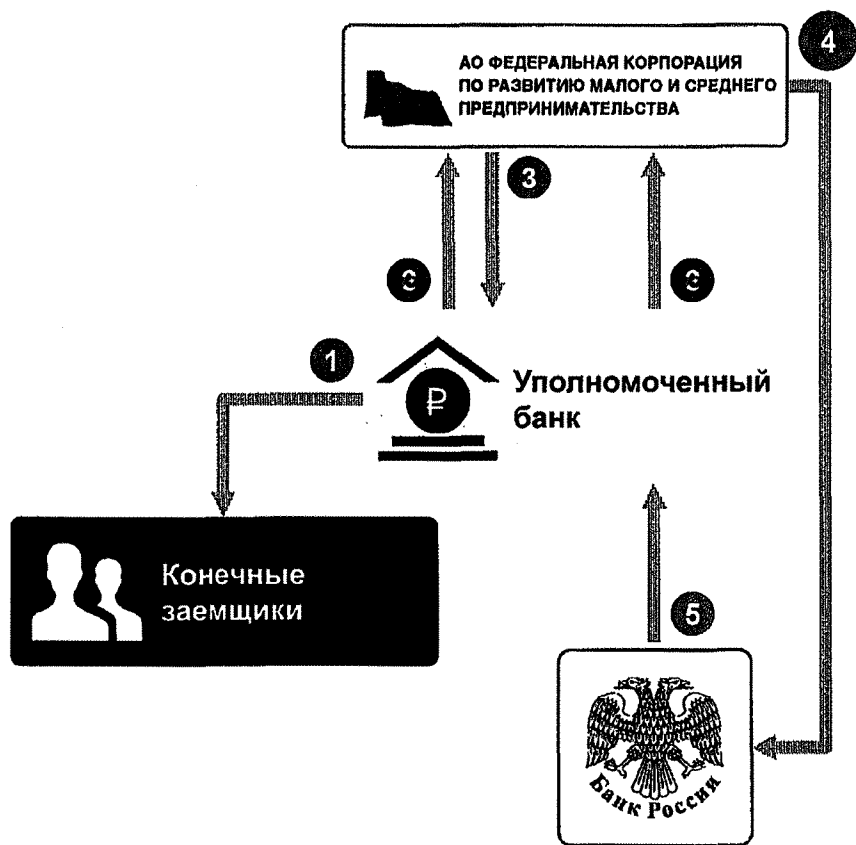 4
АО ФЕДЕРАЛЬНАЯ КОРПОРАЦИЯ
ПО РАЗВИТИЮ МАЛОГО И СРЕДНЕГО
ПРЕДПРИНИМАТЕЛЬСТВА
3
1
₽
Уполномоченный
банк
Конечные
заемщики
5
Банк России